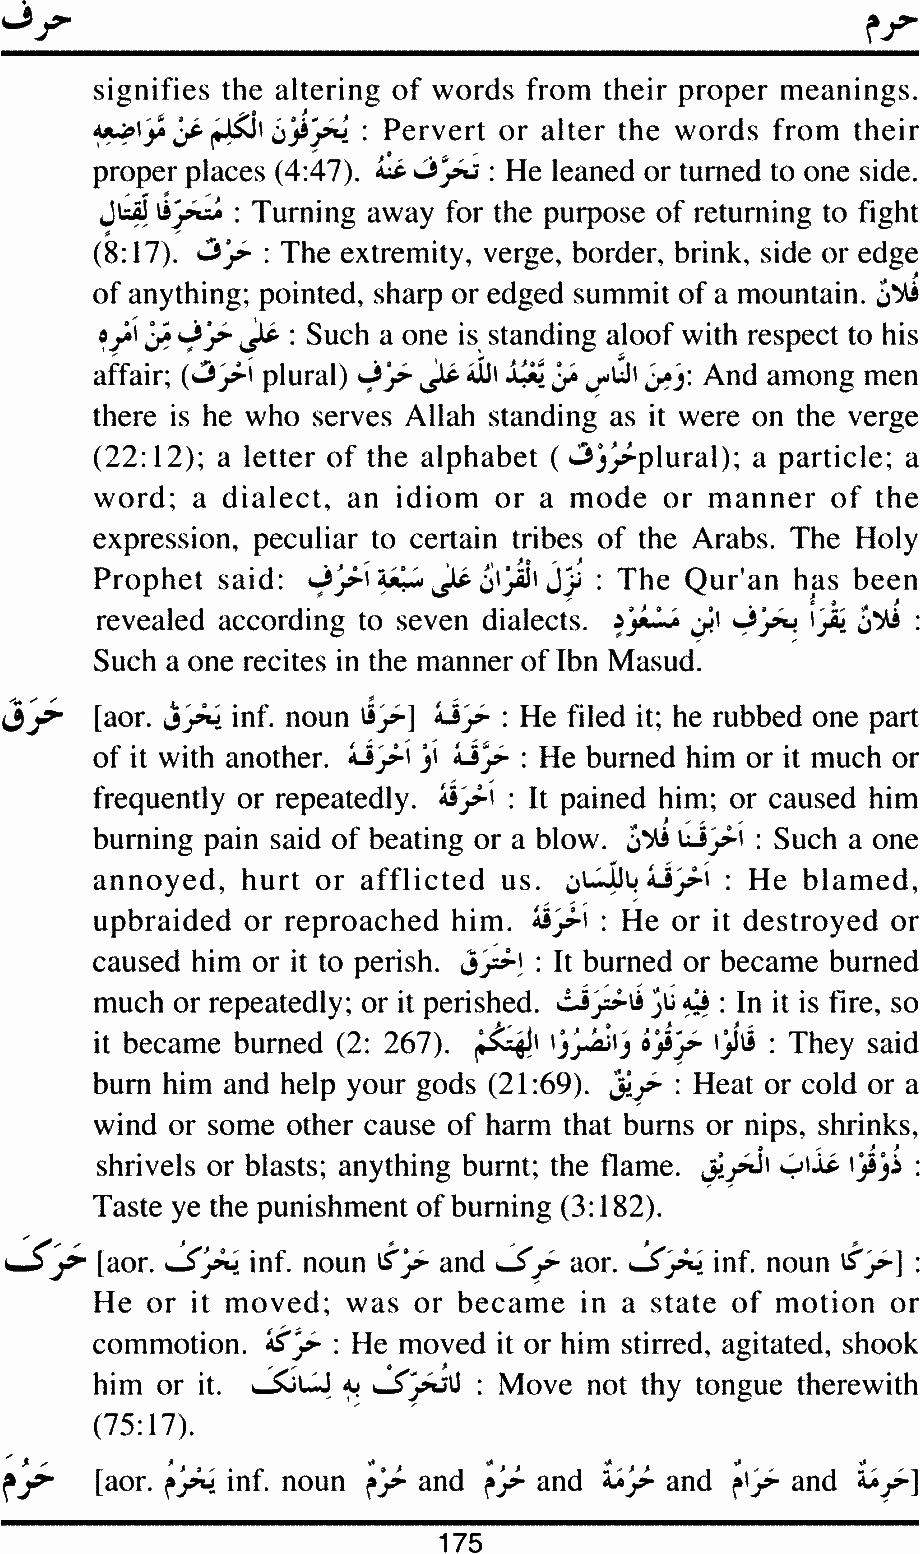 حرف حرم
signifies the altering of words from their proper meanings.
يُحَرِّفُوْنَ الْكَلِمَ عَنْ مَّوَاضِعِهٖ : Pervert or alter the words from their
proper places (4:47). تَحَرَّفَ عَنْهُ : He leaned or turned to one side.
مُتَحَرِّفًا لِّقِتَالٍ : Turning away for the purpose of returning to fight
(8:17). حَرْفٌ : The extremity, verge, border, brink, side or edge
of anything; pointed, sharp or edged summit of a mountain. فُلَانٌ
عَلٰى حَرْفٍ مِّنْ اَمْرِهٖ : Such a one is standing aloof with respect to his
affair; (اَحْرُفٌ plural) وَمِنَ النَّاسِ مَنْ يَّعْبُدُ اللّٰهَ عَلٰى حَرْفٍ: And among men
there is he who serves Allah standing as it were on the verge
(22:12); a letter of the alphabet ( حُرُوْفٌplural); a particle; a
word; a dialect, an idiom or a mode or manner of the
expression, peculiar to certain tribes of the Arabs. The Holy
Prophet said: نُزِّلَ الْقُرْاٰنُ عَلٰى سَبْعَةِ اَحْرُفٍ : The Qur'an has been
revealed according to seven dialects. فُلَانٌ يَقْرَأُ بِحَرْفِ ابْنِ مَسْعُوْدٍ :
Such a one recites in the manner of Ibn Masud.
حَرَقَ [aor. يَحْرُقُ inf. noun حَرْقًا] حَرَقَهُ : He filed it; he rubbed one part
of it with another. حَرَّقَهُ اَوْ اَحْرَقَهُ : He burned him or it much or
frequently or repeatedly. اَحْرَقَهُ : It pained him; or caused him
burning pain said of beating or a blow. اَحْرَقَنَا فُلَانٌ : Such a one
annoyed, hurt or afflicted us. اَحْرَقَهُ بِاللِّسَانِ : He blamed,
upbraided or reproached him. اَحْرَقَهُ : He or it destroyed or
caused him or it to perish. اِحْتَرَقَ : It burned or became burned
much or repeatedly; or it perished. فِيْهِ نَارٌ فَاحْتَرَقَتْ : In it is fire, so
it became burned (2: 267). قَالُوْا حَرِّقُوْهُ وَانْصُرُوْا اٰلِهَتَكُمْ : They said
burn him and help your gods (21:69). حَرِيْقٌ : Heat or cold or a
wind or some other cause of harm that burns or nips, shrinks,
shrivels or blasts; anything burnt; the flame. ذُوْقُوْا عَذَابَ الْحَرِيْقِ :
Taste ye the punishment of burning (3:182).
حَرَكَ [aor. يَحْرُكُ inf. noun حَرْكًا and حَرِكَ aor. يَحْرَكُ inf. noun حَرَكًا] :
He or it moved; was or became in a state of motion or
commotion. حَرَّكَهُ : He moved it or him stirred, agitated, shook
him or it. لَاتُحَرِّكْ بِهٖ لِسَانَكَ : Move not thy tongue therewith
(75:17).
حَرُمَ [aor. يَحْرُمُ inf. noun حُرْمٌ and حُرُمٌ and حُرْمَةٌ and حَرَامٌ and حَرِمَةٌ]
175